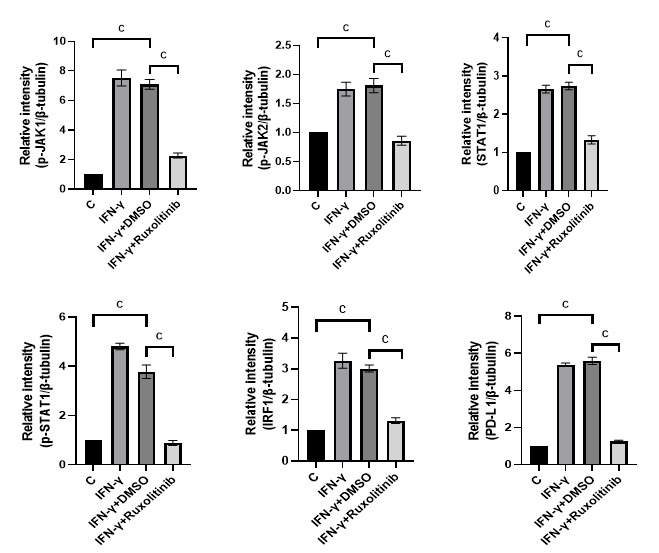 c
c
10
8
6
4
2
0
Relative intensity
(p-JAK1/β-tubulin)
C
IFN-γ
IFN-γ+DMSO
IFN-γ+Ruxolitinib
c
c
2.5
2.0
1.5
1.0
0.5
0.0
Relative intensity
(p-JAK2/β-tubulin)
C
IFN-γ
IFN-γ+DMSO
IFN-γ+Ruxolitinib
c
c
4
3
2
1
0
Relative intensity
(STAT1/β-tubulin)
C
IFN-γ
IFN-γ+DMSO
IFN-γ+Ruxolitinib
c
c
6
4
2
0
Relative intensity
(p-STAT1/β-tubulin)
C
IFN-γ
IFN-γ+DMSO
IFN-γ+Ruxolitinib
c
c
5
4
3
2
1
0
Relative intensity
(IRF1/β-tubulin)
C
IFN-γ
IFN-γ+DMSO
IFN-γ+Ruxolitinib
c
c
8
6
4
2
0
Relative intensity
(PD-L1/β-tubulin)
C
IFN-γ
IFN-γ+DMSO
IFN-γ+Ruxolitinib